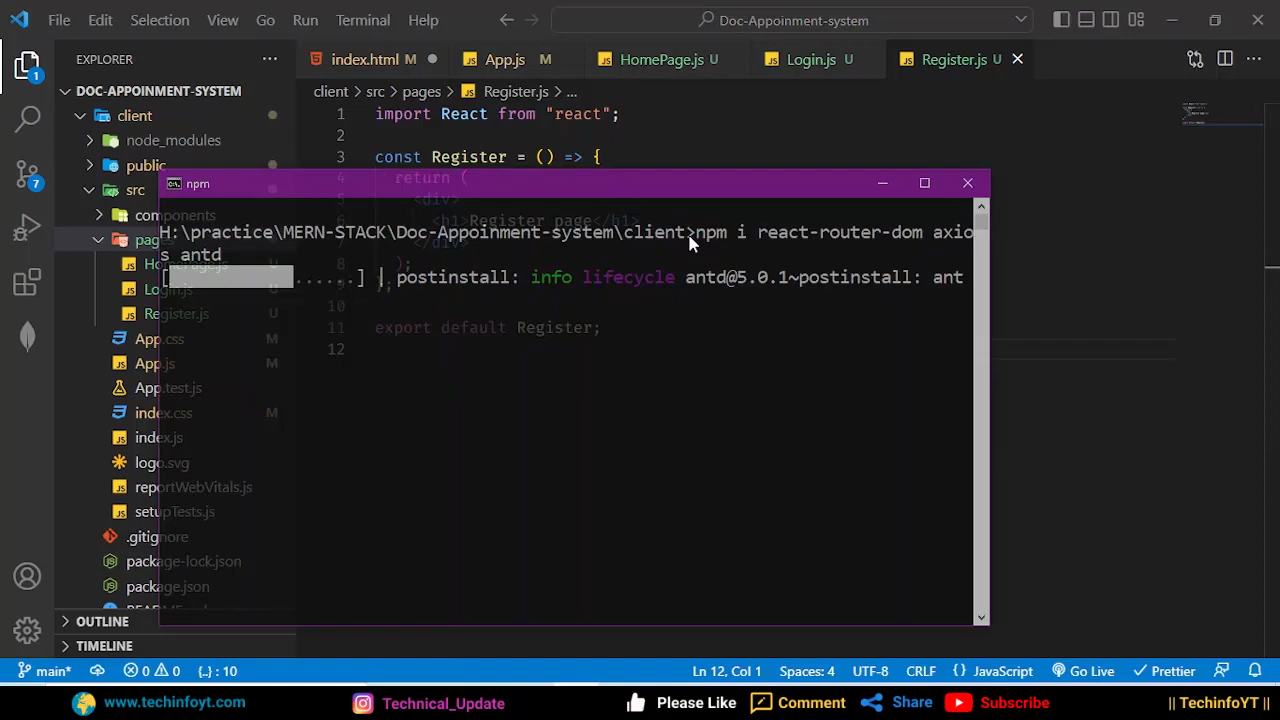 File Edit Selection View Go Run Terminal Help
Doc-Appoinment-system
EXPLORER
index.html M
App.js M
HomePage.js U
Login.js U
Register.js U
DOC-APPOINMENT-SYSTEM
client > src > pages > Register.js > ...
client
node_modules
public
src
components
pages
HomePage.js
Login.js
Register.js U
App.css M
App.js M
App.test.js
index.css M
index.js
logo.svg
reportWebVitals.js
setupTests.js
.gitignore
package-lock.json
package.json
OUTLINE
TIMELINE
1
7
1 import React from "react";
2
3 const Register = () => {
4 return (
5 <div>
6 <h1>Register page</h1>
7 </div>
8 );
9 };
10
11 export default Register;
12
npm
H:\practice\MERN-STACK\Doc-Appoinment-system\client>npm i react-router-dom axio
s antd
[ ......] | postinstall: info lifecycle antd@5.0.1~postinstall: ant
main* 0 0 {..} : 10 Ln 12, Col 1 Spaces: 4 UTF-8 CRLF {} JavaScript Go Live Prettier
www.techinfoyt.com Technical_Update Please Like Comment Share Subscribe || TechinfoYT ||